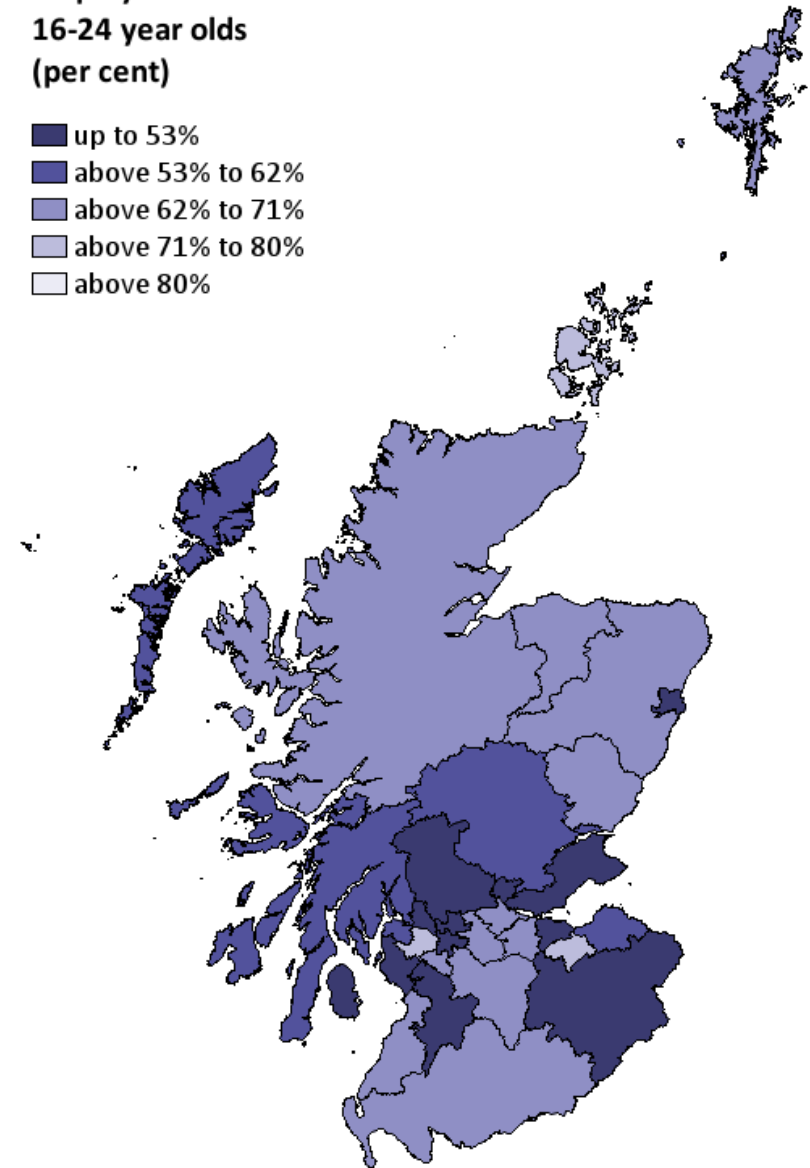 16-24 year olds
(per cent)
up to 53%
above 53% to 62%
above 62% to 71%
above 71% to 80%
above 80%